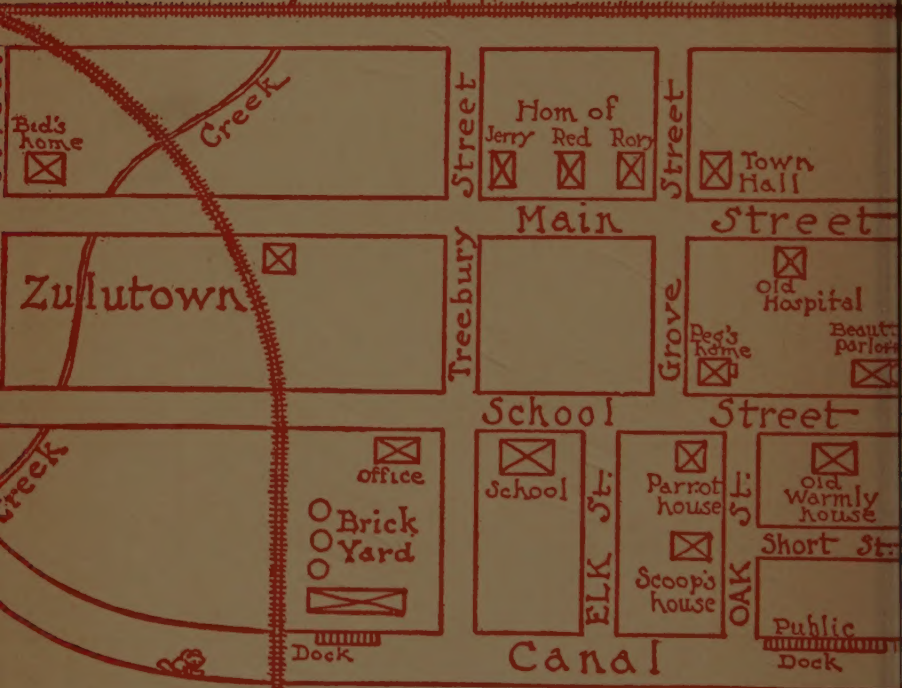 Creek
Bid's
home
Street
Hom of
Jerry Red Rory
Street
Town
Hall
Main Street
Zulutown
Treebury
Grove
Old
Hospital
Peg's
home
School Street
Creek
Office
Brick
Yard
School
ELK St.
Parrot
house
Scoop's
house
OAK St.
Old
Warmly
house
Short St.
Public
Dock
Dock
Canal